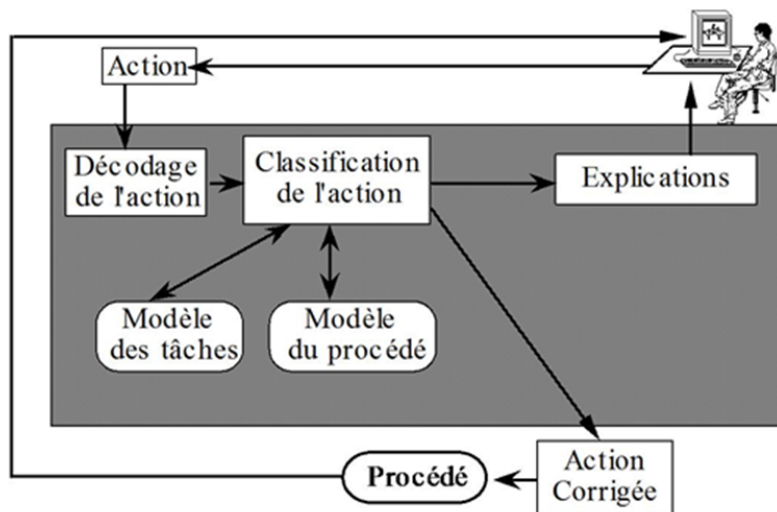 Action
Décodage
de l'action
Classification
de l'action
Explications
Modèle
des tâches
Modèle
du procédé
Action
Corrigée
Procédé